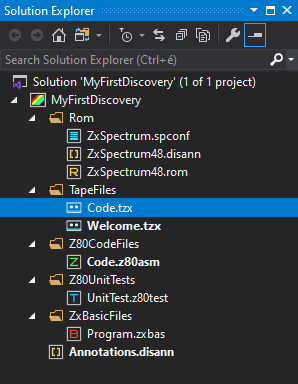 Solution Explorer
Search Solution Explorer (Ctrl+é)
Solution 'MyFirstDiscovery' (1 of 1 project)
MyFirstDiscovery
Rom
ZxSpectrum.spconf
ZxSpectrum48.disann
ZxSpectrum48.rom
TapeFiles
Code.tzx
Welcome.tzx
Z80CodeFiles
Code.z80asm
Z80UnitTests
UnitTest.z80test
ZxBasicFiles
Program.zxbas
Annotations.disann